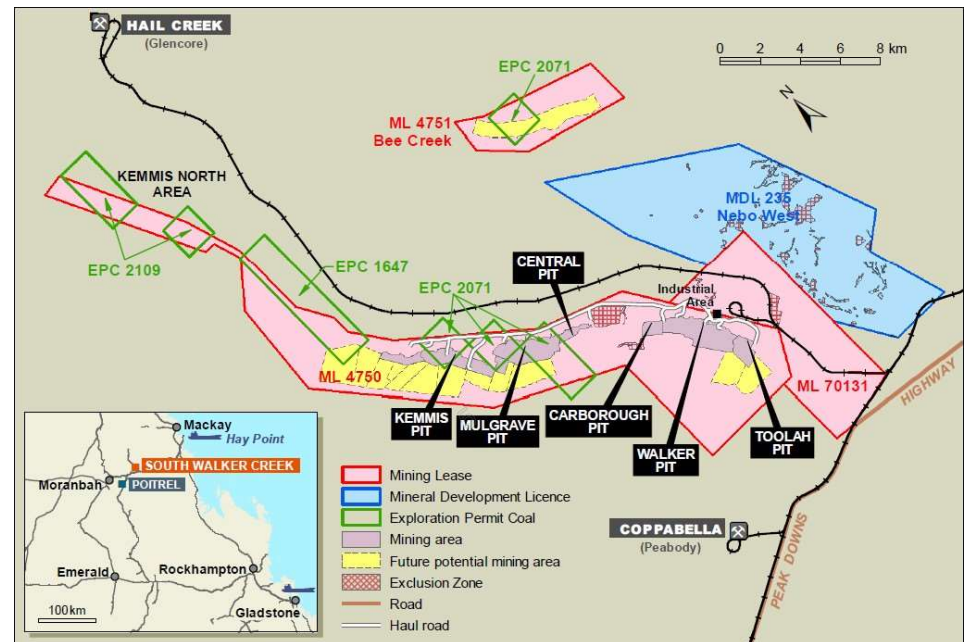 HAIL CREEK
(Glencore)
0 2 4 6 8 km
N
EPC 2071
ML 4751
Bee Creek
KEMMIS NORTH
AREA
MDL 235
Nebo West
EPC 2109
EPC 1647
EPC 2071
CENTRAL
PIT
Industrial
Area
ML 4750
KEMMIS
PIT
MULGRAVE
PIT
CARBOROUGH
PIT
WALKER
PIT
TOOLAH
PIT
ML 70131
HIGHWAY
PEAK DOWNS
COPPABELLA
(Peabody)
Mackay
Hay Point
SOUTH WALKER CREEK
Moranbah
POITREL
Emerald
Rockhampton
Gladstone
100km
Mining Lease
Mineral Development Licence
Exploration Permit Coal
Mining area
Future potential mining area
Exclusion Zone
Road
Haul road